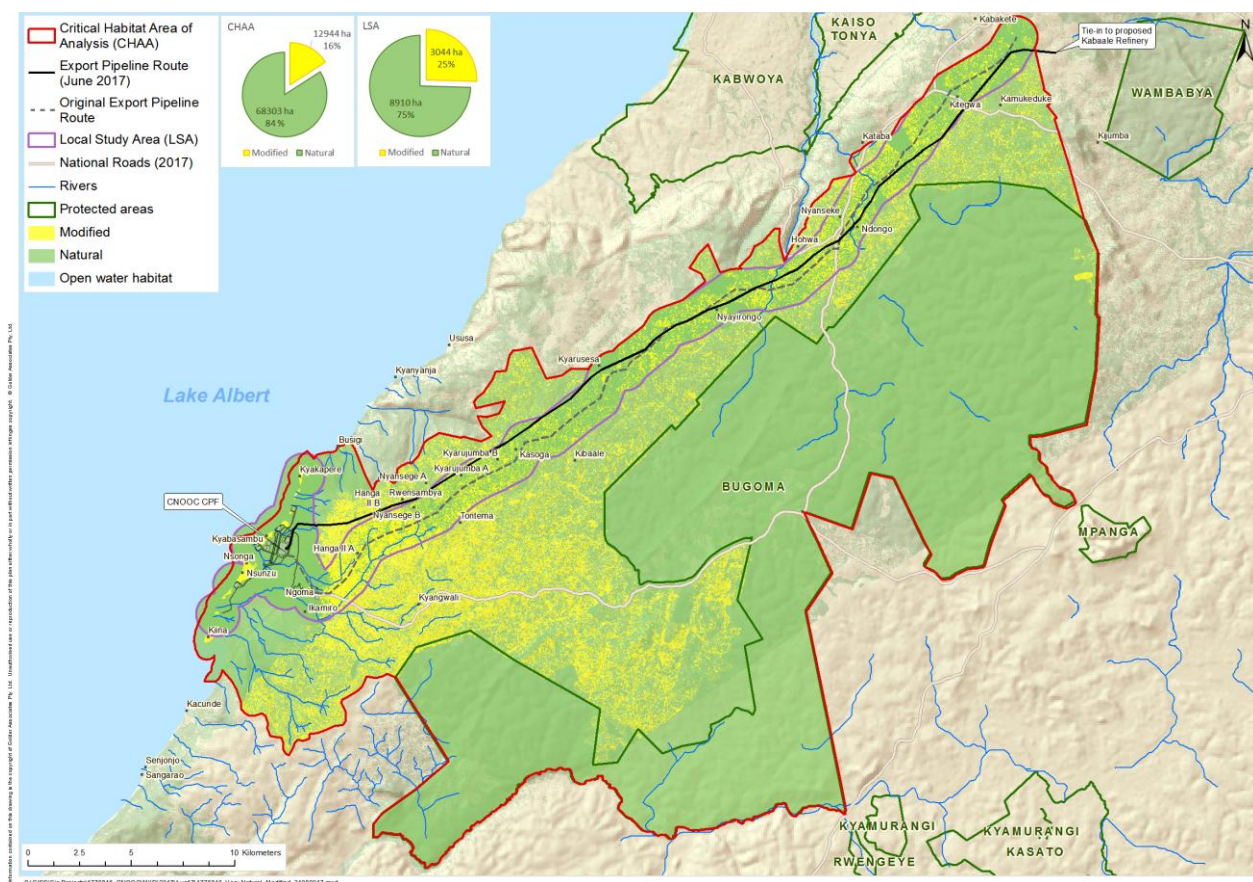 Critical Habitat Area of
Analysis (CHAA)
Export Pipeline Route
(June 2017)
Original Export Pipeline
Route
Local Study Area (LSA)
National Roads (2017)
Rivers
Protected areas
Modified
Natural
Open water habitat
CHAA
12944 ha
16%
68303 ha
84 %
Modified Natural
LSA
3044 ha
25%
8910 ha
75%
Modified Natural
KAISO
TONYA
Kabakete
Tie-in to proposed
Kabaale Refinery
N
KABWOYA
WAMBABYA
Kitegwa
Kamukeduke
Kataba
Kijumba
Nyanseke
Ndongo
Hohwa
Nyayirongo
Ususa
Kyarusesa
Kyanyanja
Lake Albert
Busigi
Kyarujumba B
Kasoga
Kibaale
Kyakapere
Nyansege A
Kyarujumba A
Hanga
II B
Rwensambya
BUGOMA
CNOOC CPF
Nyansege B
Tontema
MPANGA
Kyabasambu
Hanga II A
Nsonga
Nsunzu
Ngoma
Ikamiro
Kyangwali
Kiina
Kacunde
Senjonjo
Sangarao
KYAMURANGI
RWENGEYE
KYAMURANGI
KASATO
0 2.5 5 10 Kilometers